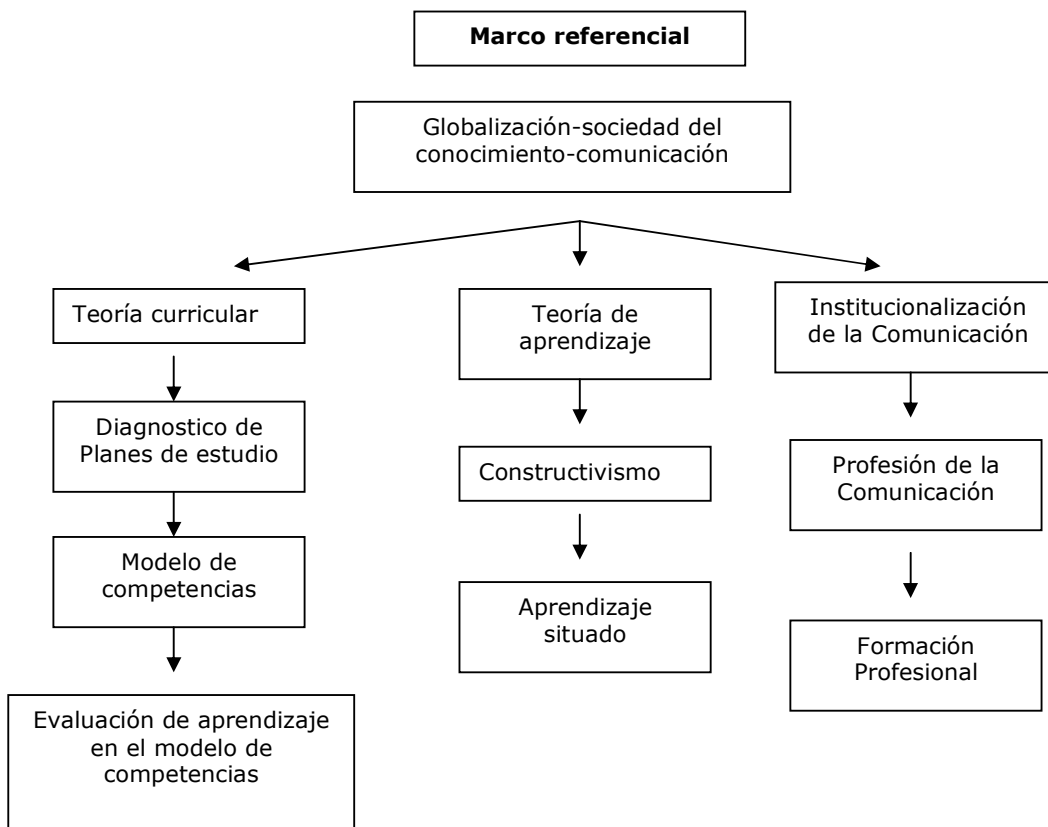 Marco referencial
Globalización-sociedad del
conocimiento-comunicación
Teoría curricular
Diagnostico de
Planes de estudio
Modelo de
competencias
Evaluación de aprendizaje
en el modelo de
competencias
Teoría de
aprendizaje
Constructivismo
Aprendizaje
situado
Institucionalización
de la Comunicación
Profesión de la
Comunicación
Formación
Profesional